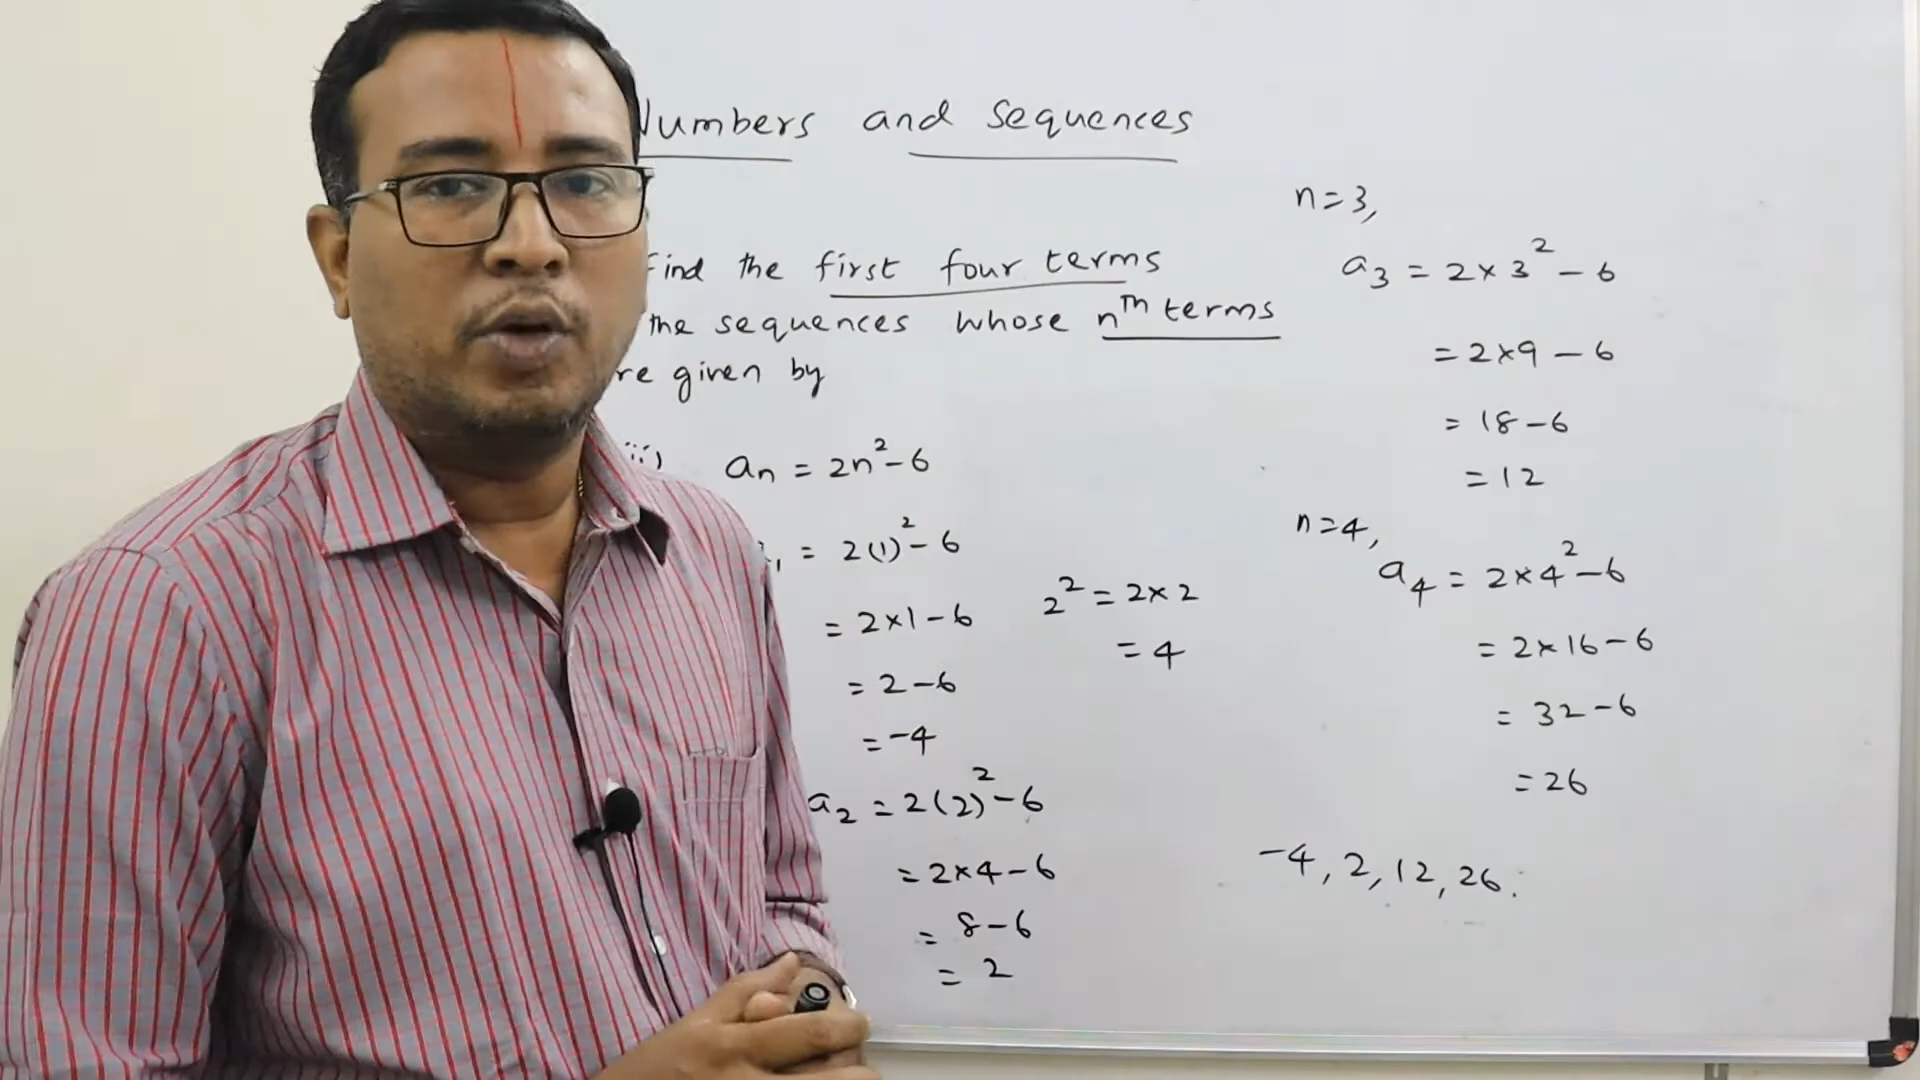 Numbers and sequences
Find the first four terms
the sequences whose nᵗʰ terms
are given by
aₙ = 2n² - 6
a₁ = 2(1)² - 6
= 2×1 - 6
= 2 - 6
= -4
a₂ = 2(2)² - 6
= 2×4 - 6
= 8 - 6
= 2
2² = 2×2
= 4
n=3,
a₃ = 2×3² - 6
= 2×9 - 6
= 18 - 6
= 12
n=4,
a₄ = 2×4² - 6
= 2×16 - 6
= 32 - 6
= 26
-4, 2, 12, 26.